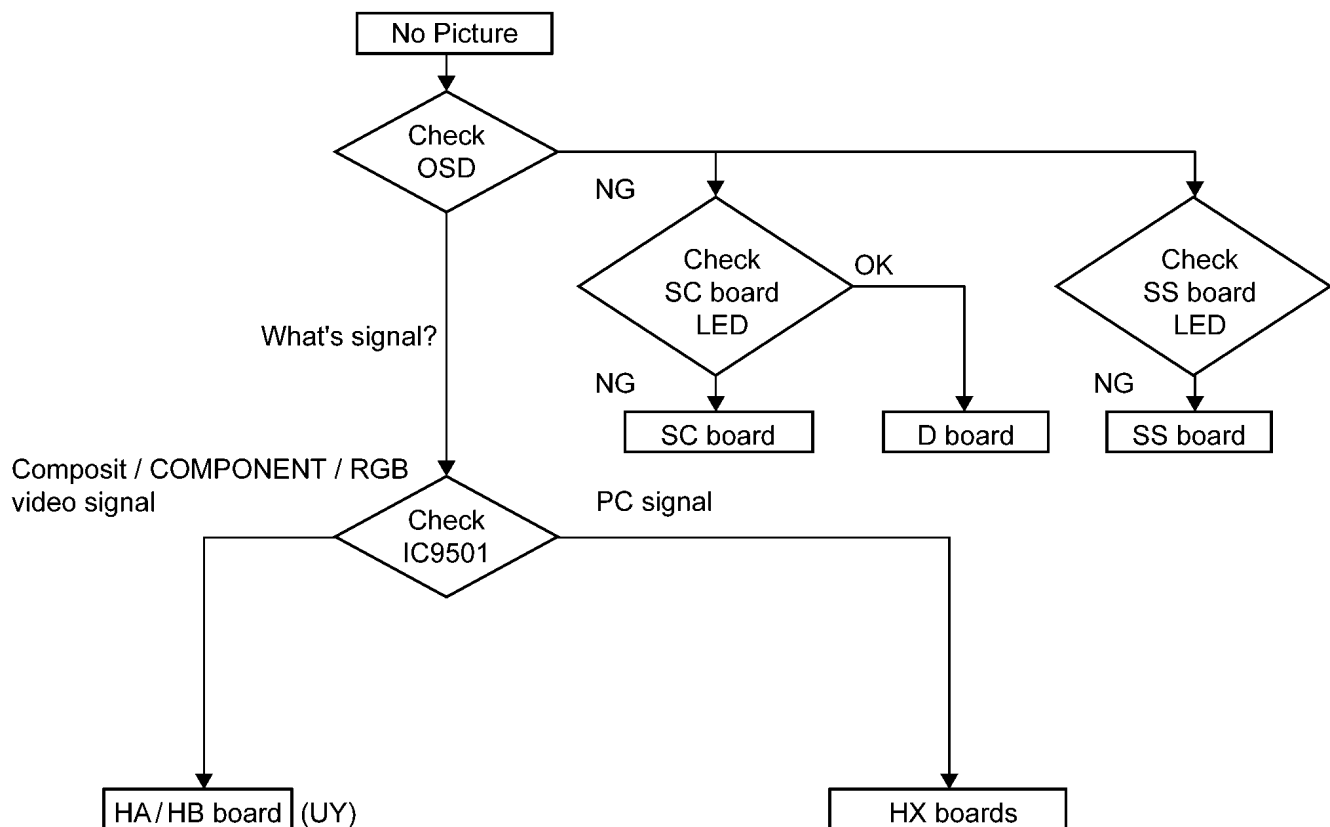 No Picture
Check
OSD
NG
Check
SC board
LED
OK
Check
SS board
LED
What's signal?
NG
NG
SC board
D board
SS board
Composit / COMPONENT / RGB
video signal
PC signal
Check
IC9501
HA / HB board (UY)
HX boards